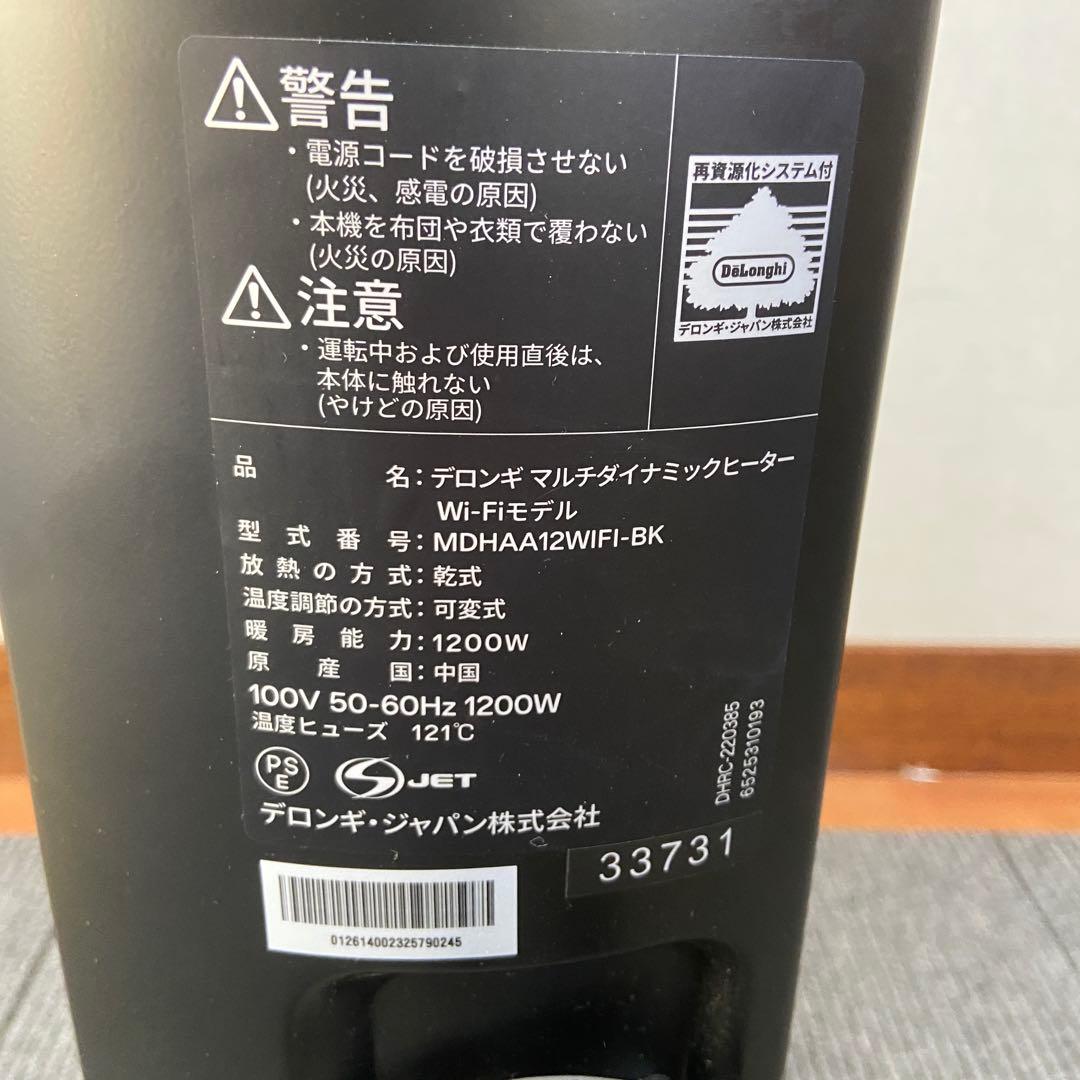 警告
・電源コードを破損させない
(火災、感電の原因)
・本機を布団や衣類で覆わない
(火災の原因)
注意
・運転中および使用直後は、
本体に触れない
(やけどの原因)
再資源化システム付
DeLonghi
デロンギ・ジャパン株式会社
品名：デロンギ マルチダイナミックヒーター
Wi-Fiモデル
型式番号：MDHAA12WIFI-BK
放熱の方式：乾式
温度調節の方式：可変式
暖房能力：1200W
原産国：中国
100V 50-60Hz 1200W
温度ヒューズ 121℃
PSE
JET
デロンギ・ジャパン株式会社
DHRC-220385
6525310193
33731
012614002325790245